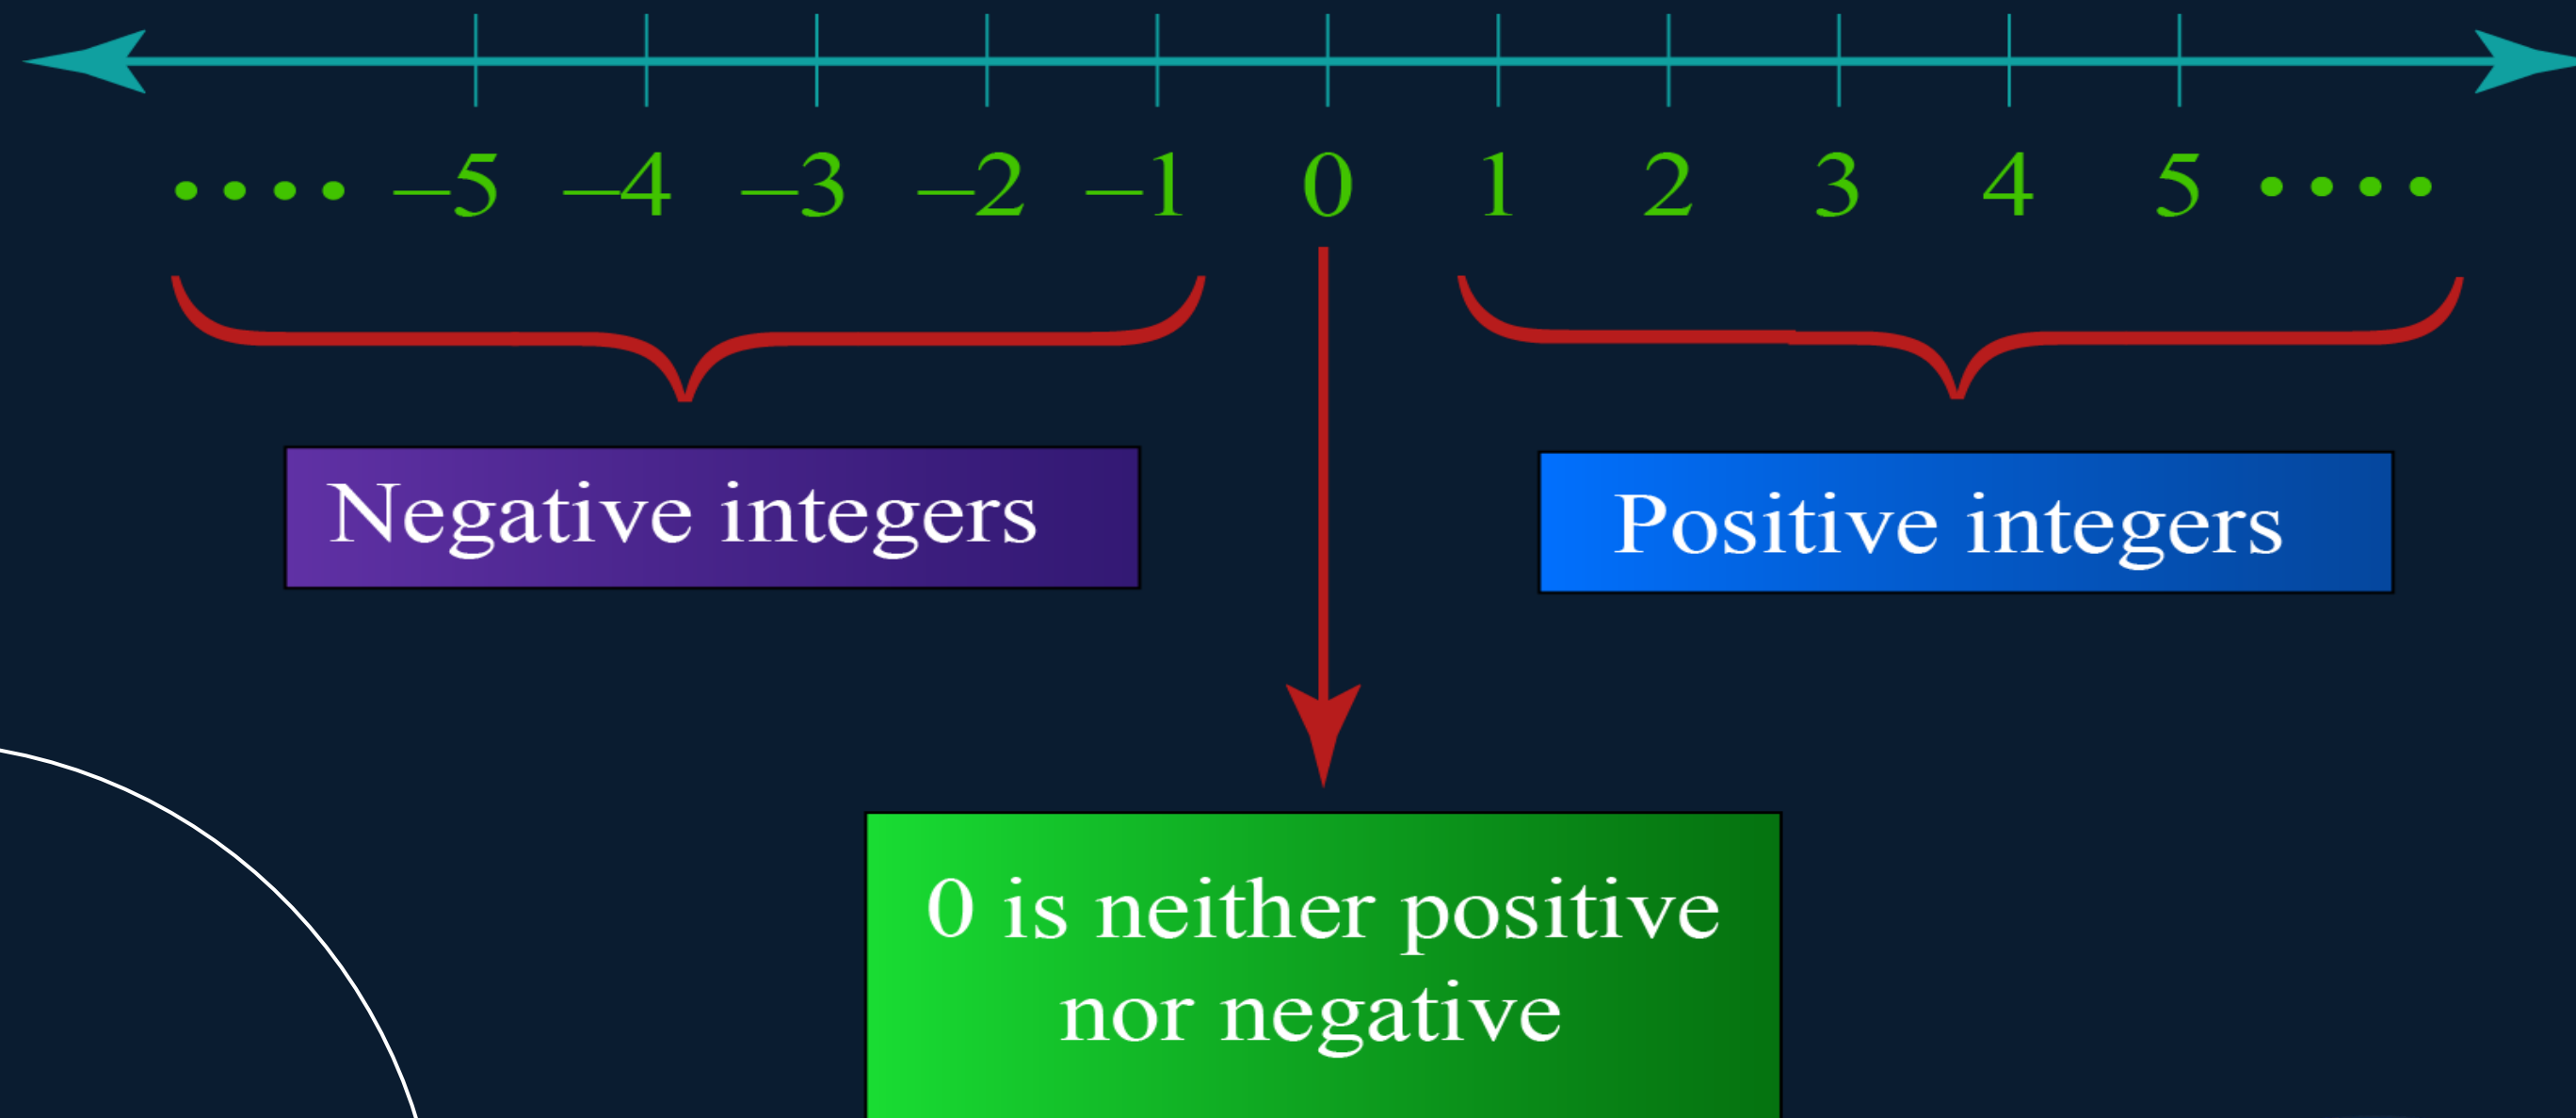 .... –5 –4 –3 –2 –1 0 1 2 3 4 5 ....
Negative integers
Positive integers
0 is neither positive
nor negative